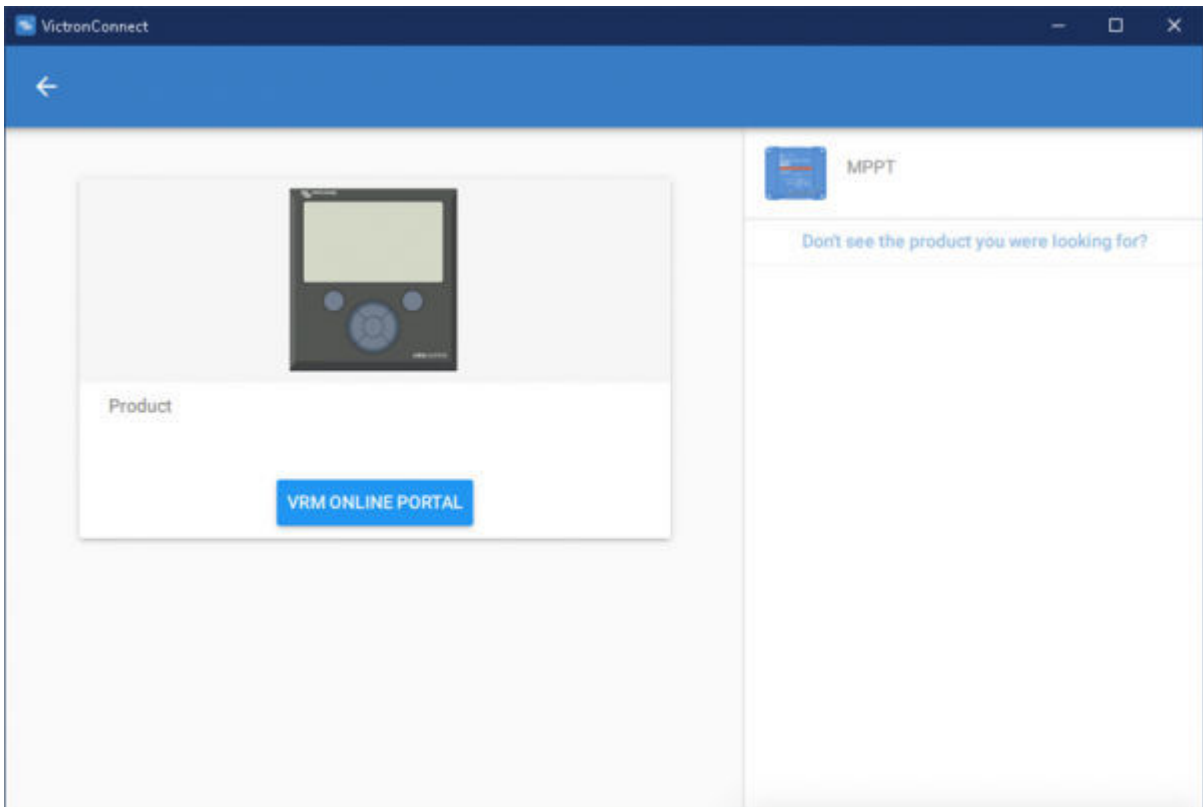 VictronConnect
Product
VRM ONLINE PORTAL
MPPT
Don't see the product you were looking for?